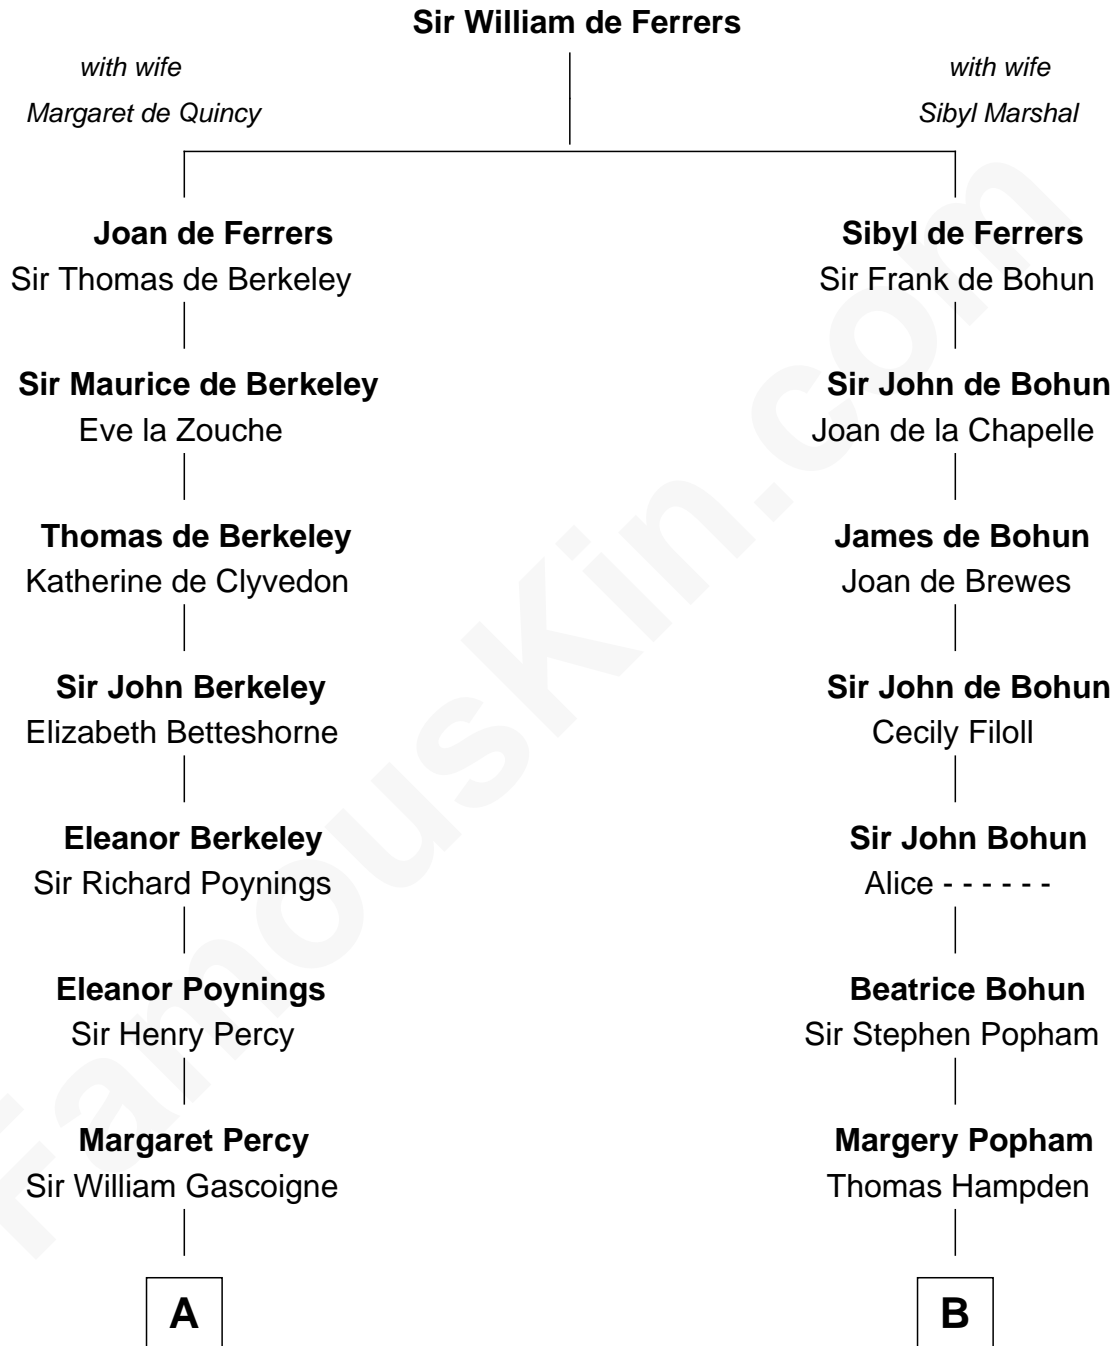 Sir William de Ferrers
with wife
Margaret de Quincy
with wife
Sibyl Marshal
Joan de Ferrers
Sir Thomas de Berkeley
Sibyl de Ferrers
Sir Frank de Bohun
Sir Maurice de Berkeley
Eve la Zouche
Sir John de Bohun
Joan de la Chapelle
Thomas de Berkeley
Katherine de Clyvedon
James de Bohun
Joan de Brewes
Sir John Berkeley
Elizabeth Betteshorne
Sir John de Bohun
Cecily Filoll
Eleanor Berkeley
Sir Richard Poynings
Sir John Bohun
Alice - - - - - -
Eleanor Poynings
Sir Henry Percy
Beatrice Bohun
Sir Stephen Popham
Margaret Percy
Sir William Gascoigne
Margery Popham
Thomas Hampden
A
B
FamousKin.com